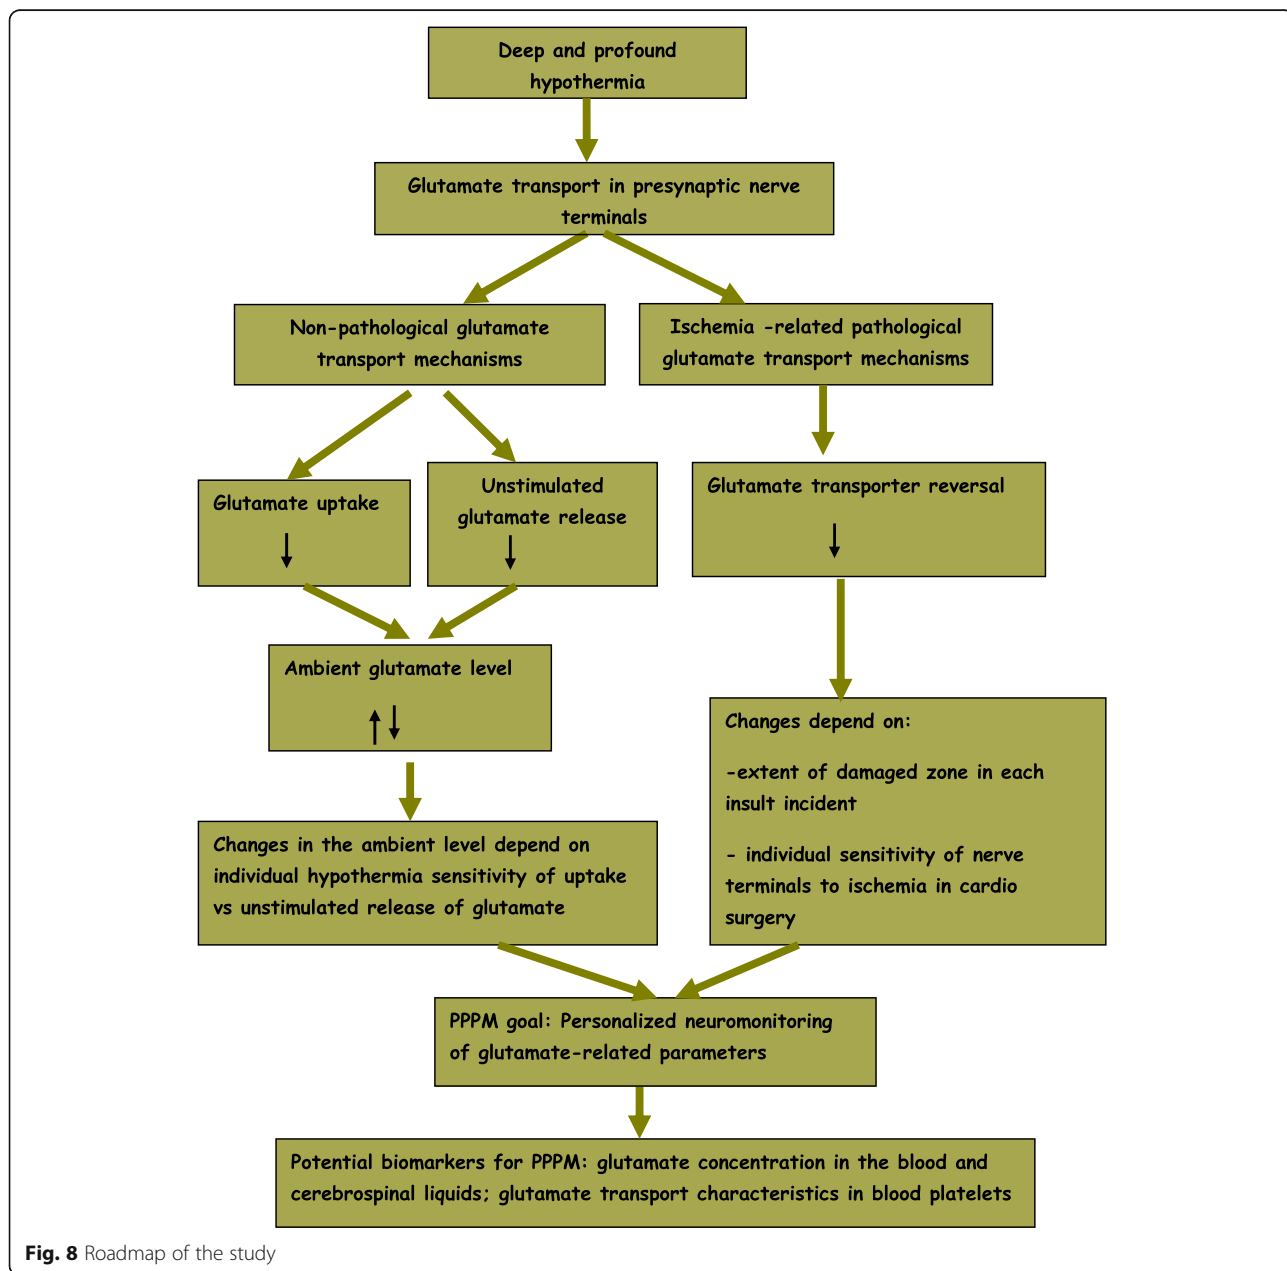 Deep and profound
hypothermia
Glutamate transport in presynaptic nerve
terminals
Non-pathological glutamate
transport mechanisms
Ischemia -related pathological
glutamate transport mechanisms
Glutamate uptake
↓
Unstimulated
glutamate release
↓
Glutamate transporter reversal
↓
Ambient glutamate level
↑↓
Changes in the ambient level depend on
individual hypothermia sensitivity of uptake
vs unstimulated release of glutamate
Changes depend on:
-extent of damaged zone in each
insult incident
- individual sensitivity of nerve
terminals to ischemia in cardio
surgery
PPPM goal: Personalized neuromonitoring
of glutamate-related parameters
Potential biomarkers for PPPM: glutamate concentration in the blood and
cerebrospinal liquids; glutamate transport characteristics in blood platelets
Fig. 8 Roadmap of the study